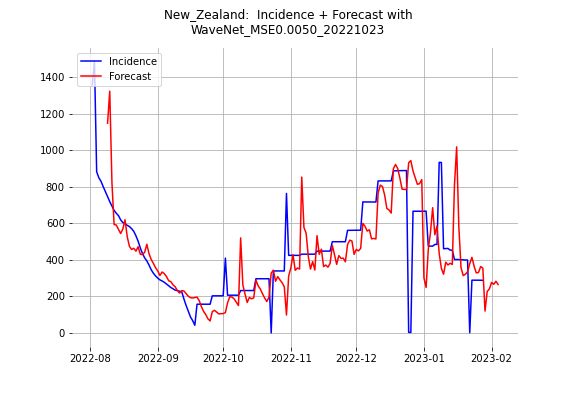 New_Zealand:  Incidence + Forecast with
WaveNet_MSE0.0050_20221023
Incidence
Forecast
1400
1200
1000
800
600
400
200
0
2022-08 2022-09 2022-10 2022-11 2022-12 2023-01 2023-02